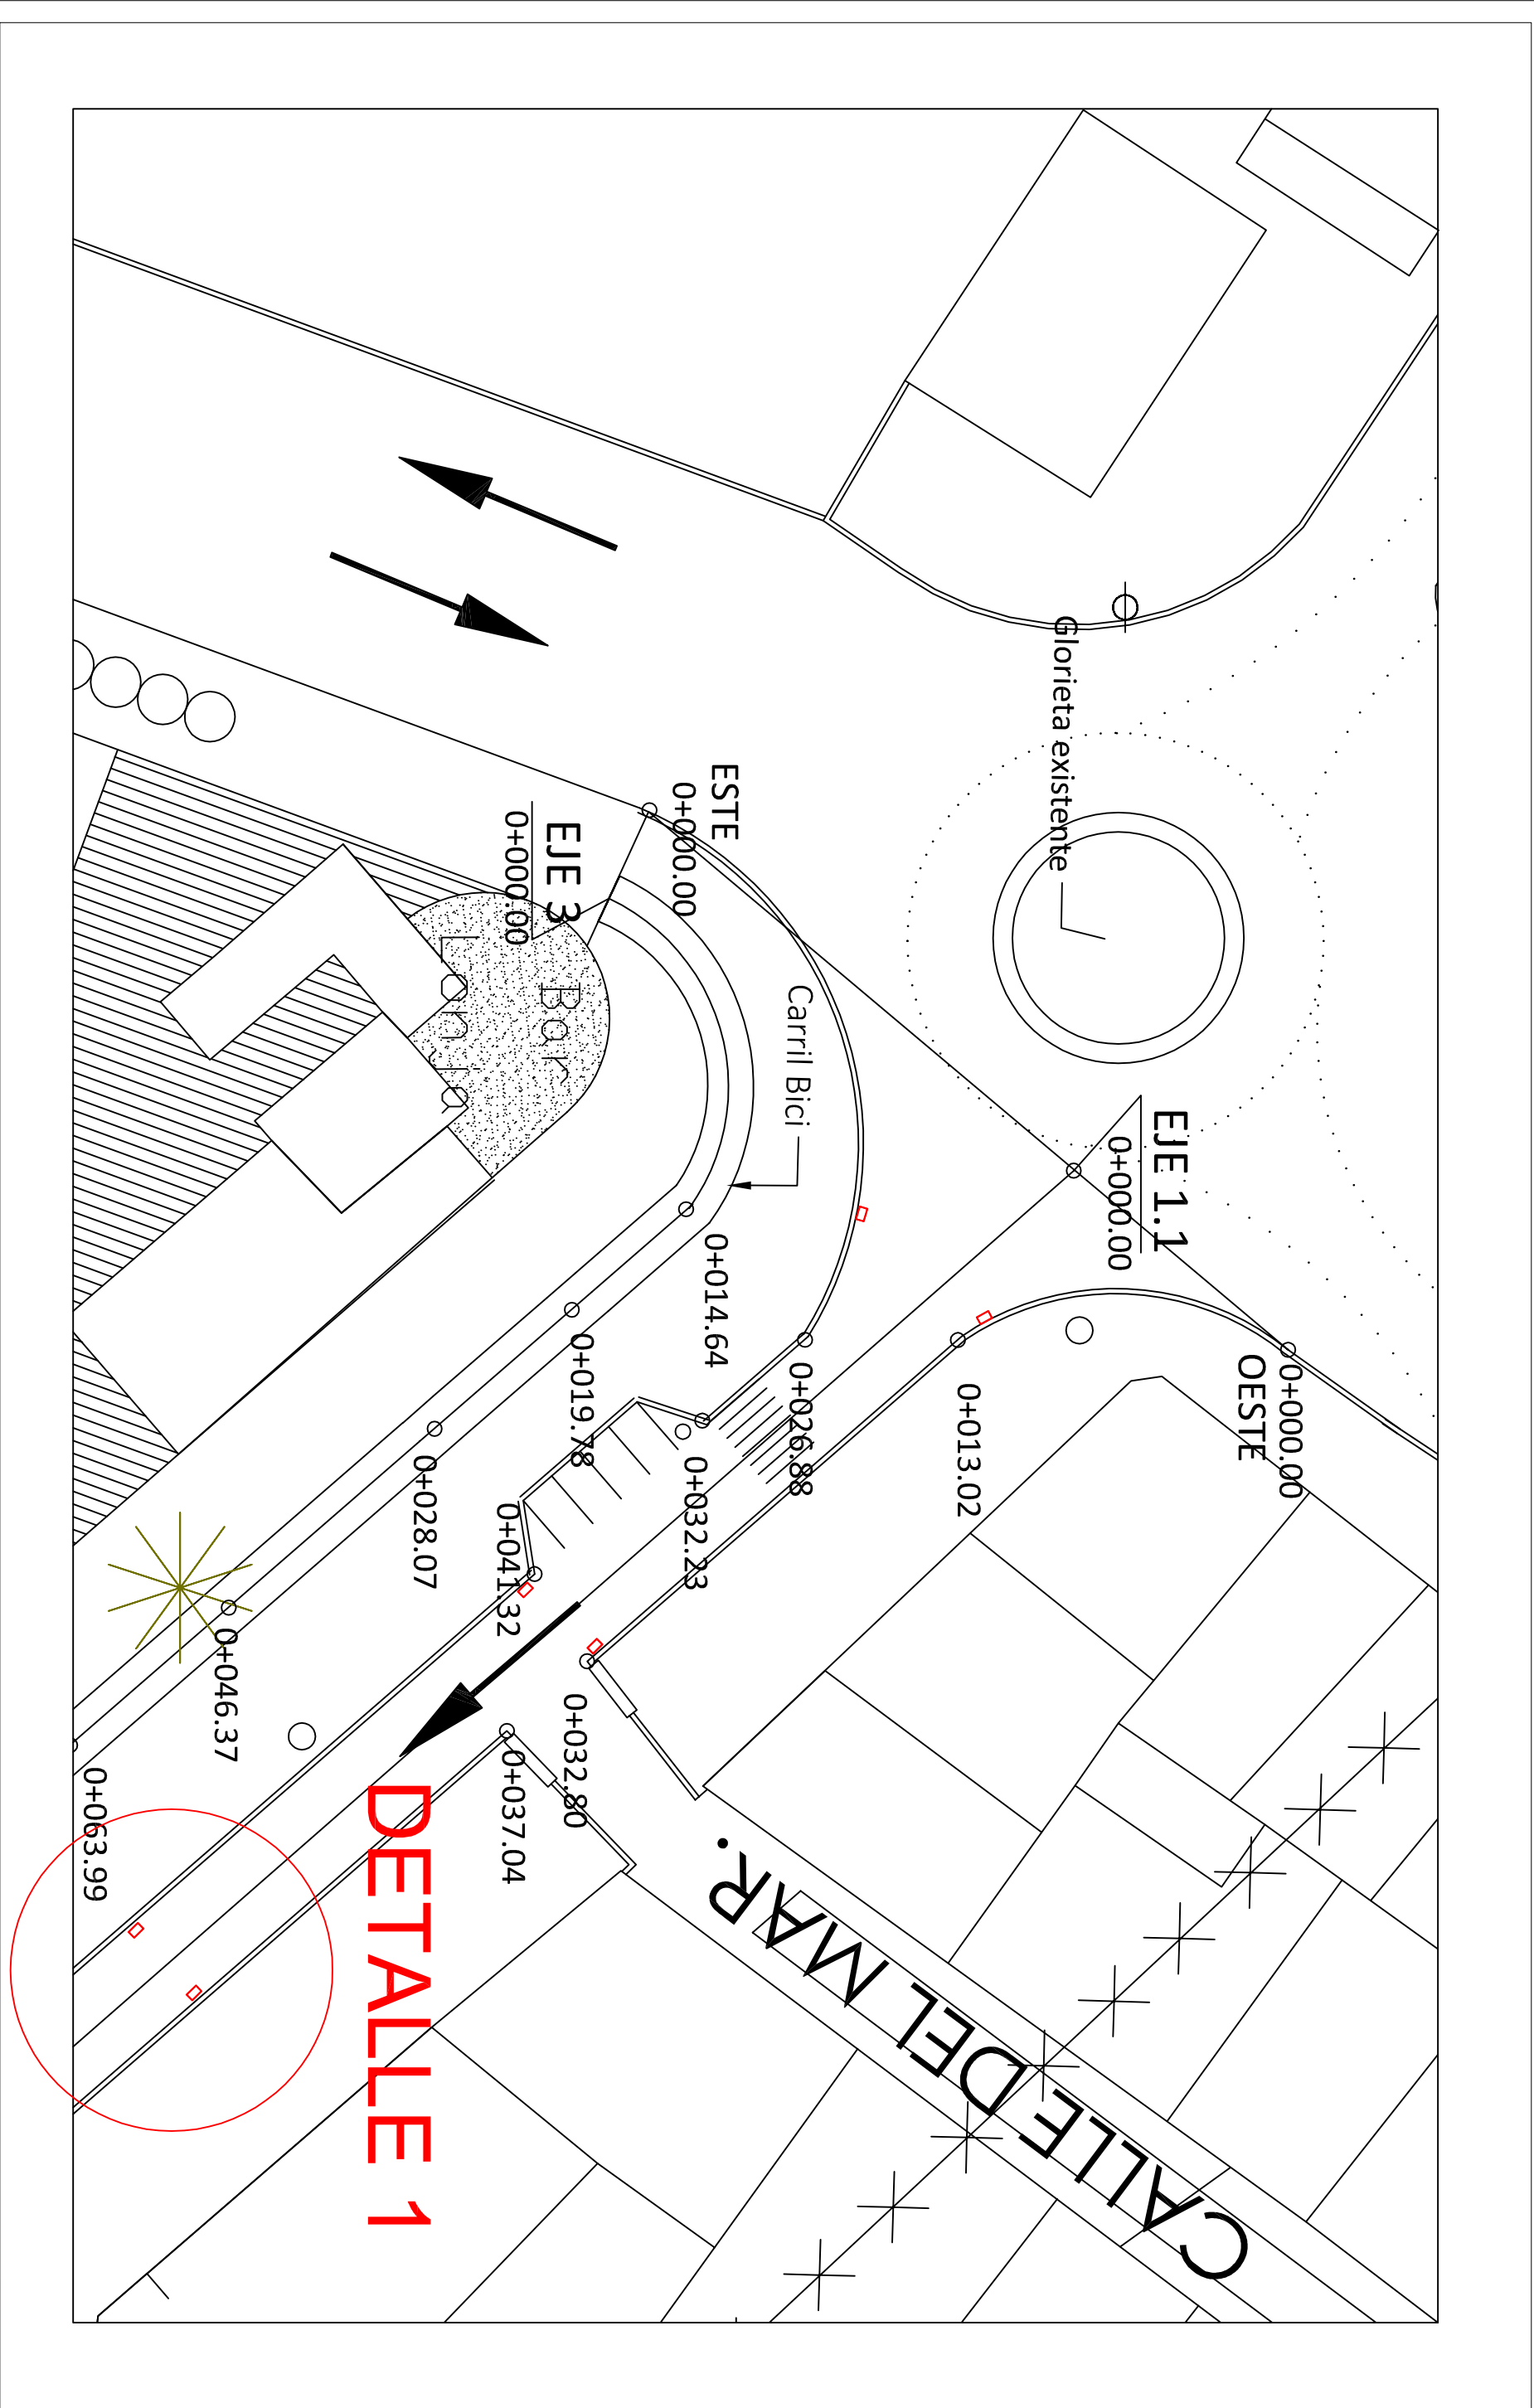 Glorieta existente
EJE 1.1
0+000.00
0+000.00
OESTE
ESTE
0+000.00
Carril Bici
EJE 3
0+000.00
Bar
Laura
0+014.64
0+026.88
0+013.02
0+019.78
0+032.23
0+028.07
0+041.32
0+046.37
0+032.80
0+037.04
0+063.99
DETALLE 1
CALLE DEL MAR.